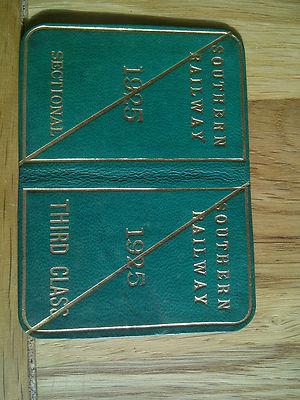 SOUTHERN
RAILWAY
1925
SECTIONAL
SOUTHERN
RAILWAY
1925
THIRD CLASS